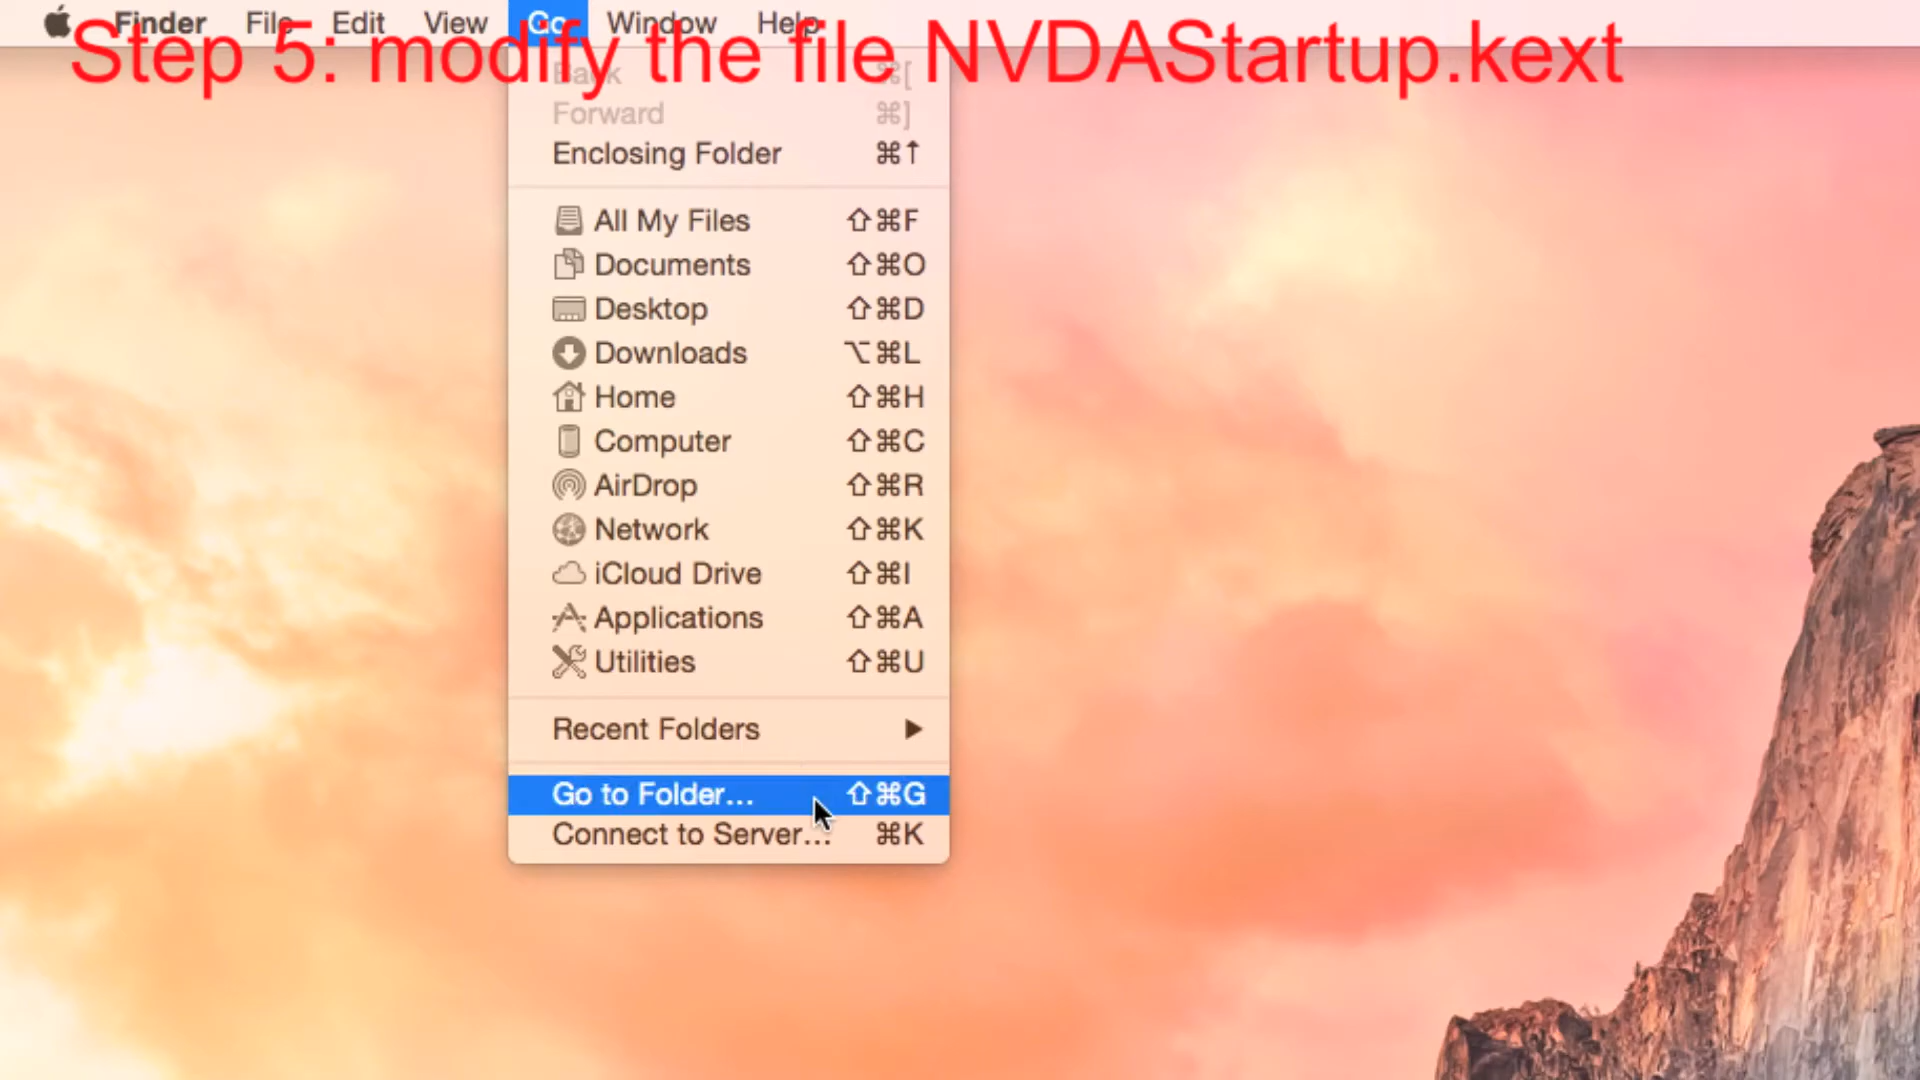 Finder File Edit View Go Window Help
Step 5: modify the file NVDAStartup.kext
Back ⌘[
Forward ⌘]
Enclosing Folder ⌘↑
All My Files ⇧⌘F
Documents ⇧⌘O
Desktop ⇧⌘D
Downloads ⌥⌘L
Home ⇧⌘H
Computer ⇧⌘C
AirDrop ⇧⌘R
Network ⇧⌘K
iCloud Drive ⇧⌘I
Applications ⇧⌘A
Utilities ⇧⌘U
Recent Folders ▶
Go to Folder... ⇧⌘G
Connect to Server... ⌘K